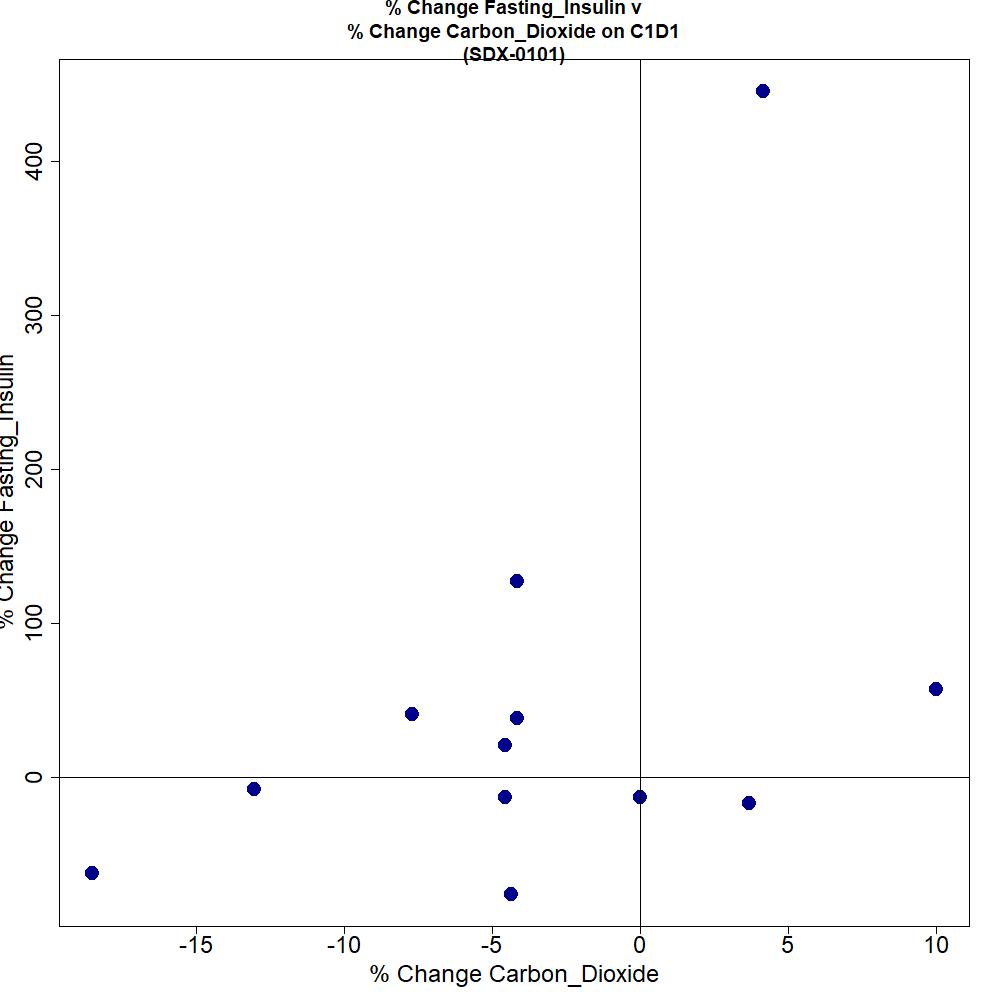 % Change Fasting_Insulin v
% Change Carbon_Dioxide on C1D1
(SDX-0101)
% Change Fasting_Insulin
400
300
200
100
0
-15 -10 -5 0 5 10
% Change Carbon_Dioxide